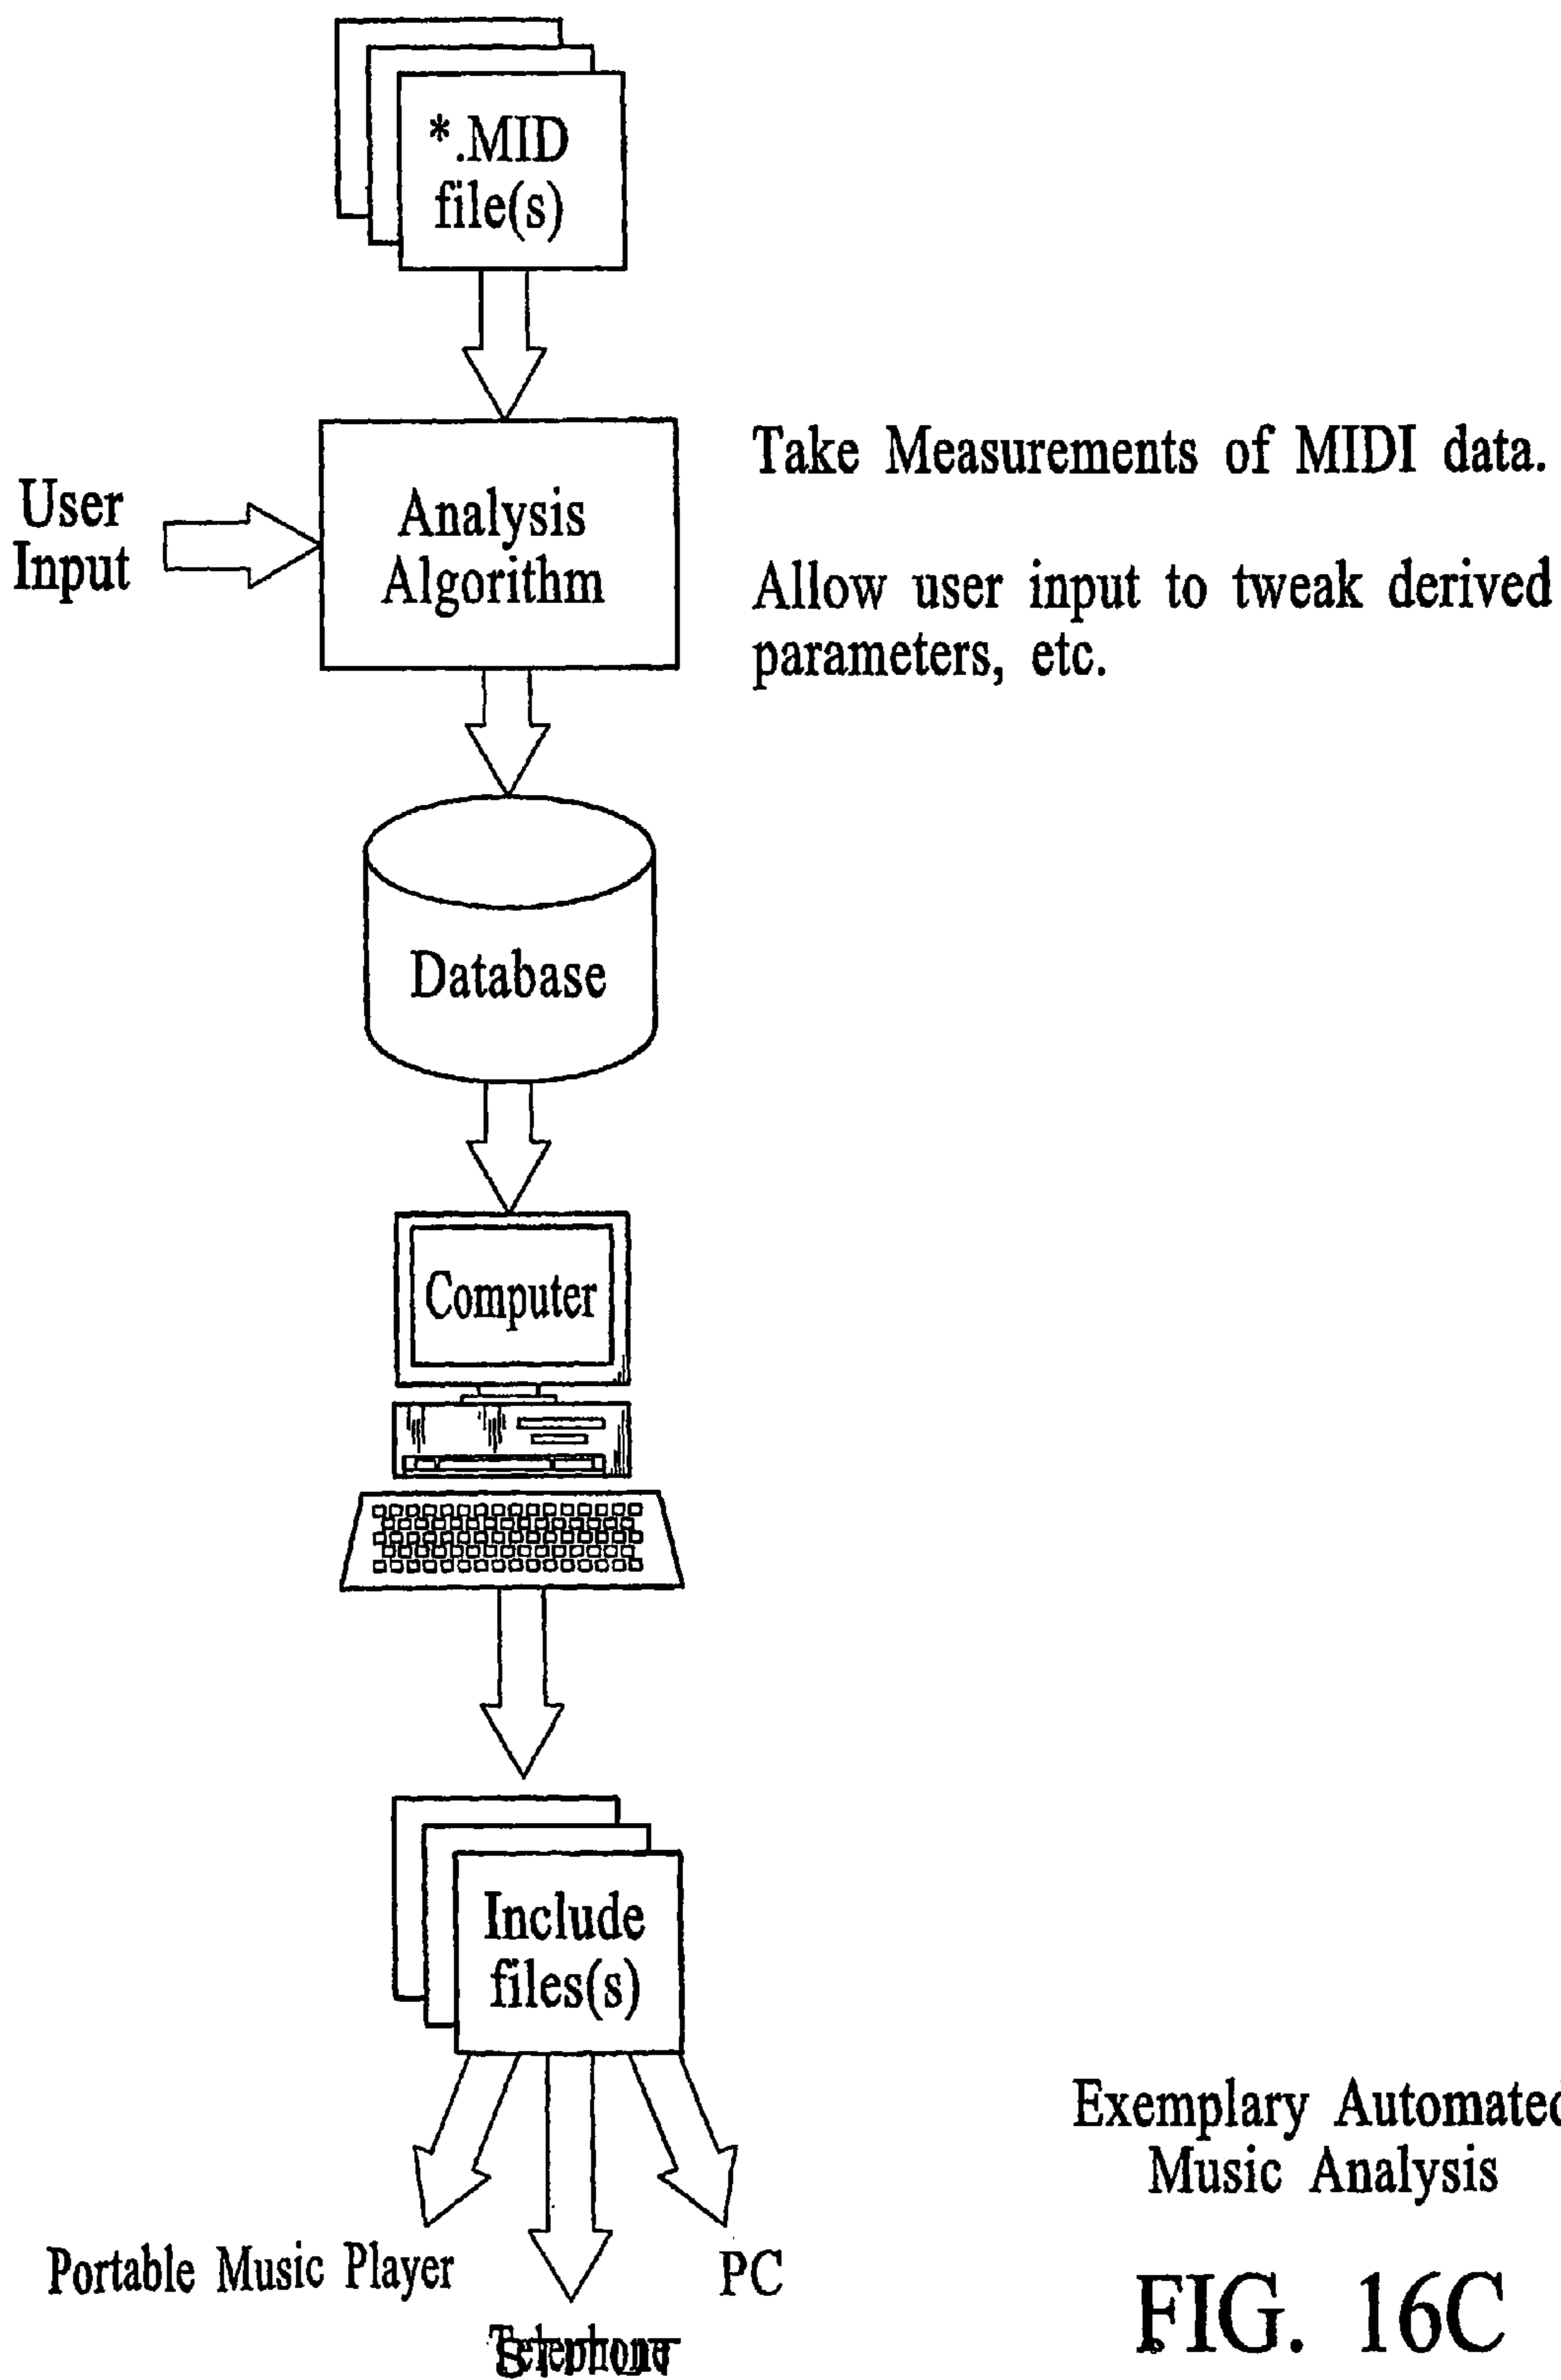 *.MID
file(s)
User
Input
Analysis
Algorithm
Take Measurements of MIDI data.
Allow user input to tweak derived
parameters, etc.
Database
Computer
Include
files(s)
Portable Music Player
PC
Exemplary Automated
Music Analysis
FIG. 16C